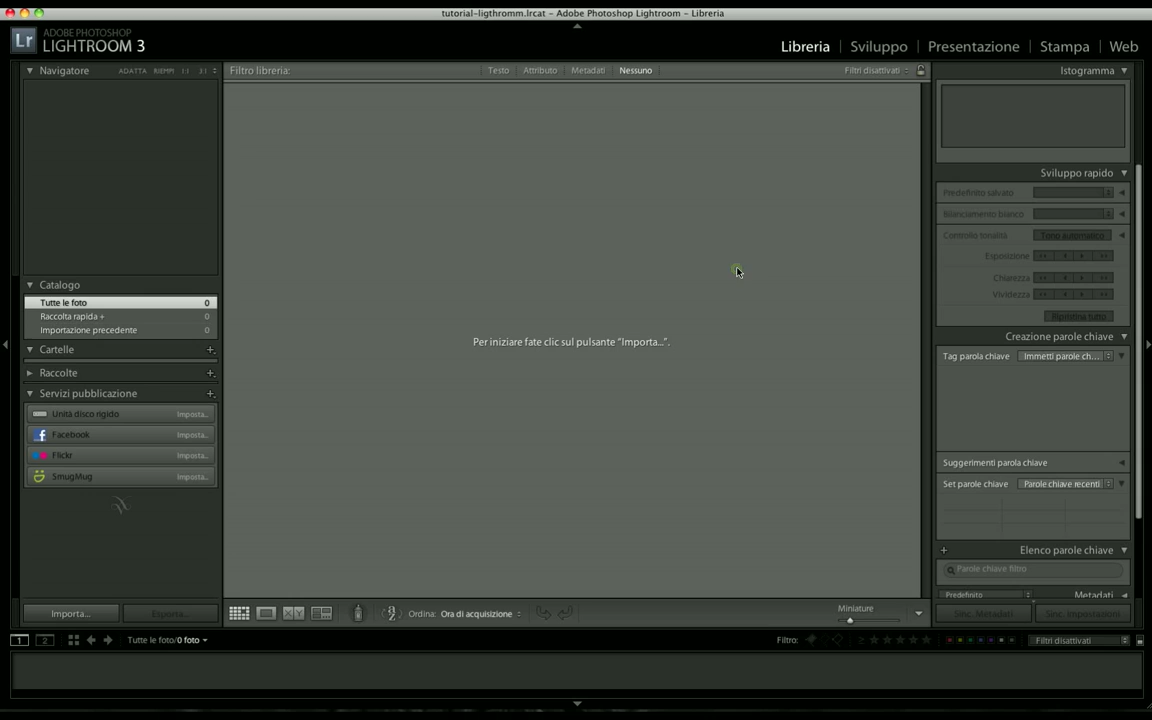 tutorial-ligthromm.lrcat - Adobe Photoshop Lightroom - Libreria
Lr
ADOBE PHOTOSHOP
LIGHTROOM 3
Libreria
Sviluppo
Presentazione
Stampa
Web
Navigatore
ADATTA
RIEMPI
1:1
3:1
Filtro libreria:
Testo
Attributo
Metadati
Nessuno
Filtri disattivati
Istogramma
Sviluppo rapido
Predefinito salvato
Bilanciamento bianco
Controllo tonalità
Tono automatico
Esposizione
Chiarezza
Vividezza
Ripristina tutto
Catalogo
Tutte le foto 0
Raccolta rapida + 0
Importazione precedente 0
Cartelle
Raccolte
Servizi pubblicazione
Unità disco rigido Imposta...
Facebook Imposta...
Flickr Imposta...
SmugMug Imposta...
Per iniziare fate clic sul pulsante “Importa...”.
Creazione parole chiave
Tag parola chiave Immetti parole ch...
Suggerimenti parola chiave
Set parole chiave Parole chiave recenti
Elenco parole chiave
Parole chiave filtro
Predefinito Metadati
Importa...
Esporta...
Ordina: Ora di acquisizione
Miniature
Sinc. Metadati
Sinc. Impostazioni
1
2
Tutte le foto/0 foto
Filtro:
Filtri disattivati